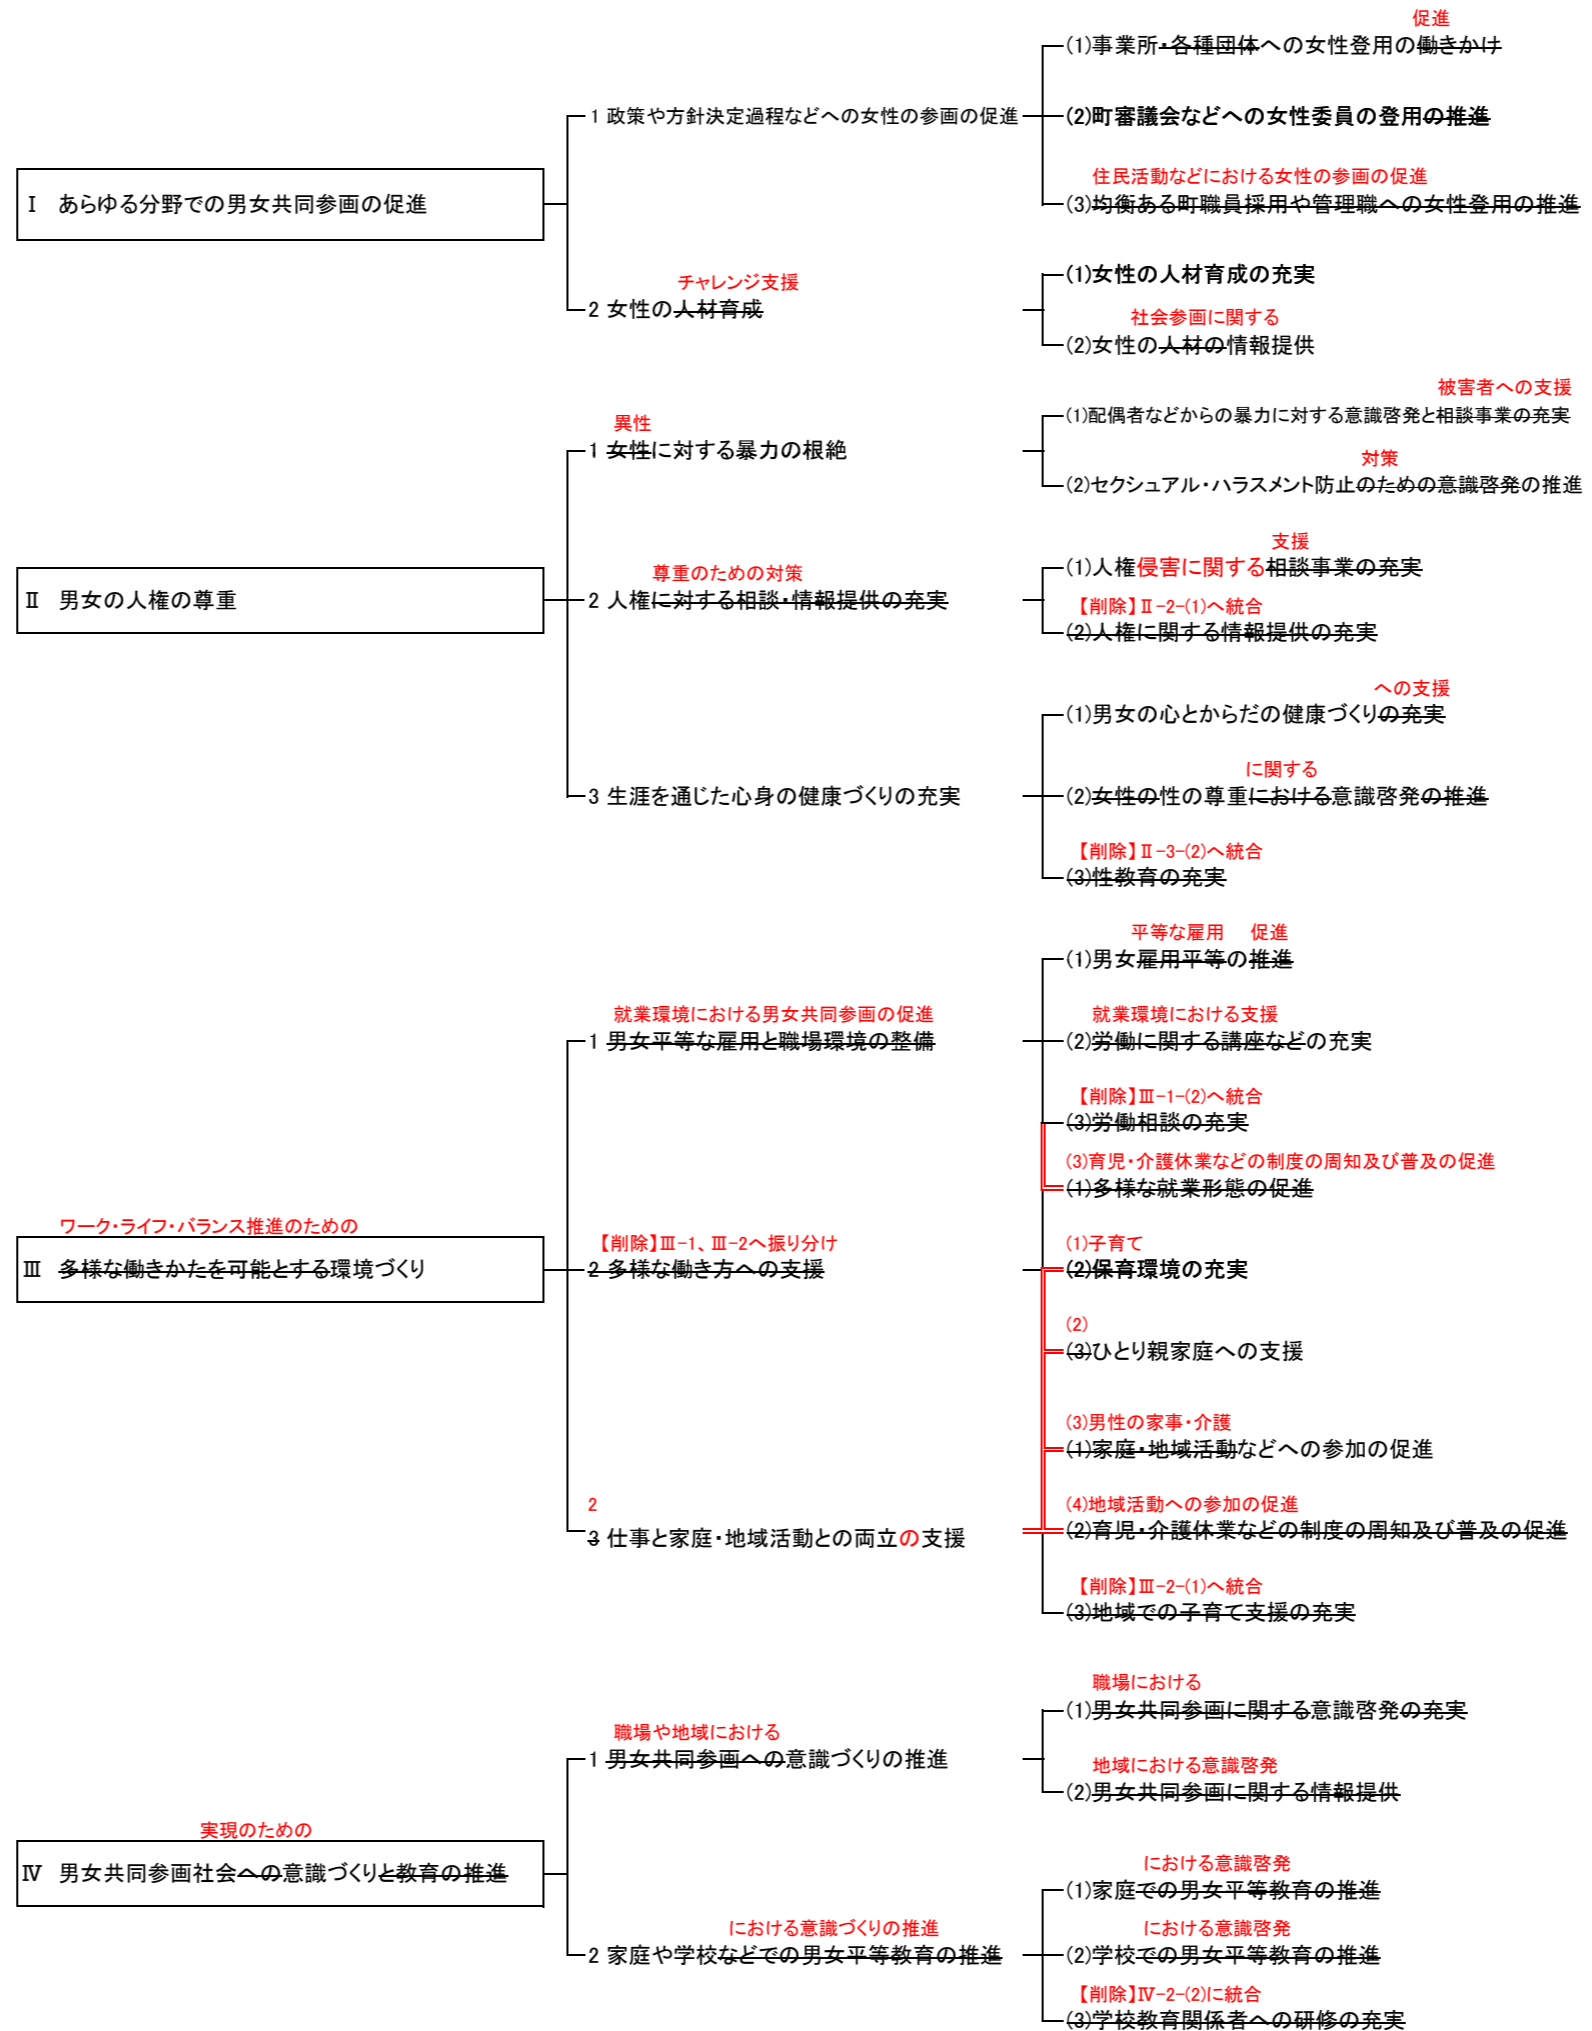 促進
(1)事業所・各種団体への女性登用の働きかけ
1 政策や方針決定過程などへの女性の参画の促進
(2)町審議会などへの女性委員の登用の推進
住民活動などにおける女性の参画の促進
Ⅰ あらゆる分野での男女共同参画の促進
(3)均衡ある町職員採用や管理職への女性登用の推進
(1)女性の人材育成の充実
チャレンジ支援
2 女性の人材育成
社会参画に関する
(2)女性の人材の情報提供
被害者への支援
(1)配偶者などからの暴力に対する意識啓発と相談事業の充実
異性
1 女性に対する暴力の根絶
対策
(2)セクシュアル・ハラスメント防止のための意識啓発の推進
支援
(1)人権侵害に関する相談事業の充実
尊重のための対策
Ⅱ 男女の人権の尊重
2 人権に対する相談・情報提供の充実
【削除】Ⅱ-2-(1)へ統合
(2)人権に関する情報提供の充実
への支援
(1)男女の心とからだの健康づくりの充実
に関する
3 生涯を通じた心身の健康づくりの充実
(2)女性の性の尊重における意識啓発の推進
【削除】Ⅱ-3-(2)へ統合
(3)性教育の充実
平等な雇用 促進
(1)男女雇用平等の推進
就業環境における男女共同参画の促進
1 男女平等な雇用と職場環境の整備
就業環境における支援
(2)労働に関する講座などの充実
【削除】Ⅲ-1-(2)へ統合
(3)労働相談の充実
(3)育児・介護休業などの制度の周知及び普及の促進
(1)多様な就業形態の促進
ワーク・ライフ・バランス推進のための
Ⅲ 多様な働きかたを可能とする環境づくり
【削除】Ⅲ-1、Ⅲ-2へ振り分け
2 多様な働き方への支援
(1)子育て
(2)保育環境の充実
(2)
(3)ひとり親家庭への支援
(3)男性の家事・介護
(1)家庭・地域活動などへの参加の促進
2
3 仕事と家庭・地域活動との両立の支援
(4)地域活動への参加の促進
(2)育児・介護休業などの制度の周知及び普及の促進
【削除】Ⅲ-2-(1)へ統合
(3)地域での子育て支援の充実
職場における
(1)男女共同参画に関する意識啓発の充実
職場や地域における
1 男女共同参画への意識づくりの推進
地域における意識啓発
(2)男女共同参画に関する情報提供
実現のための
Ⅳ 男女共同参画社会への意識づくりと教育の推進
における意識啓発
(1)家庭での男女平等教育の推進
における意識づくりの推進
2 家庭や学校などでの男女平等教育の推進
における意識啓発
(2)学校での男女平等教育の推進
【削除】Ⅳ-2-(2)に統合
(3)学校教育関係者への研修の充実